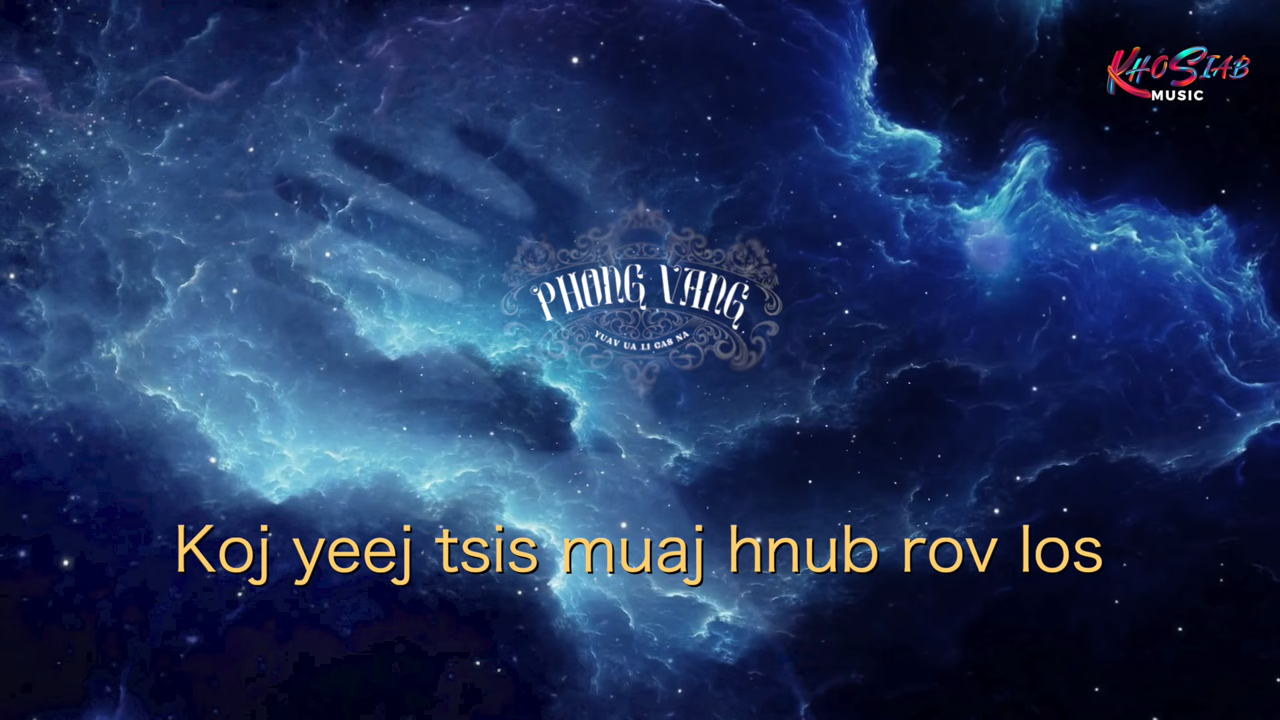 KHOSIAB
MUSIC
PHONG VANG
YUAV UA LI CAS NA
Koj yeej tsis muaj hnub rov los